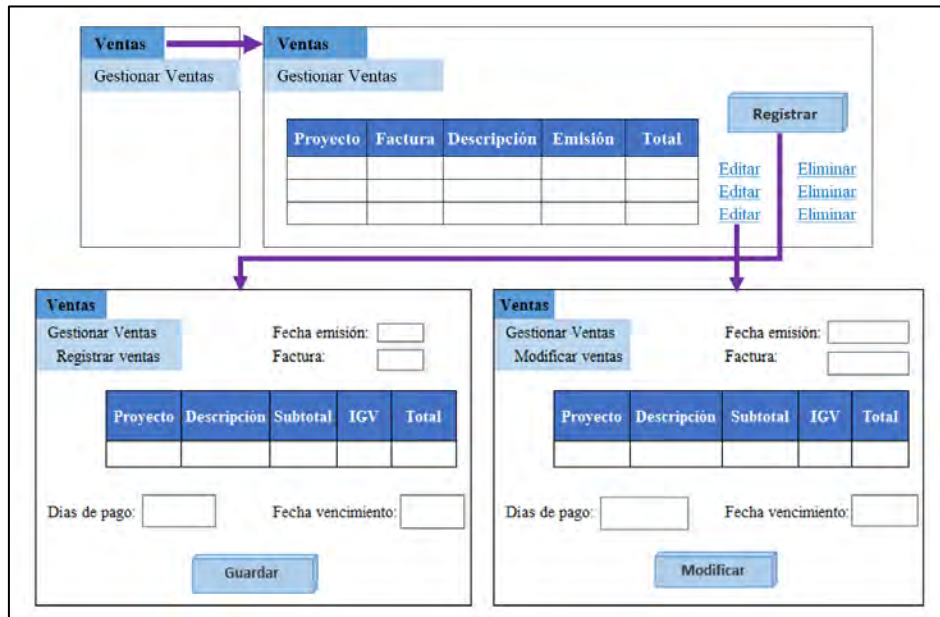 Ventas
Gestionar Ventas
Ventas
Gestionar Ventas
Registrar
Proyecto Factura Descripción Emisión Total
Editar Eliminar
Editar Eliminar
Editar Eliminar
Ventas
Gestionar Ventas
Registrar ventas
Fecha emisión:
Factura:
Proyecto Descripción Subtotal IGV Total
Dias de pago:
Fecha vencimiento:
Guardar
Ventas
Gestionar Ventas
Modificar ventas
Fecha emisión:
Factura:
Proyecto Descripción Subtotal IGV Total
Dias de pago:
Fecha vencimiento:
Modificar